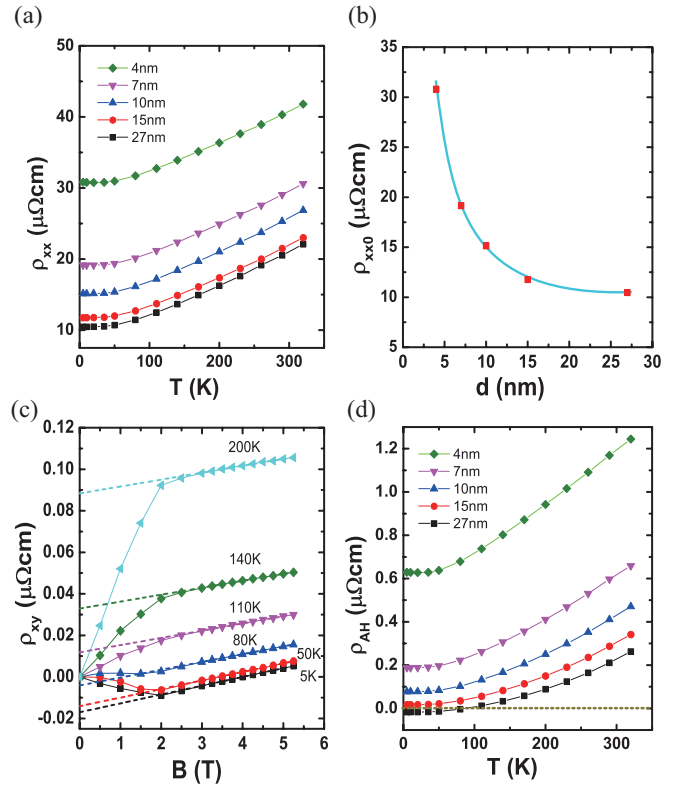 (a)
50
40
30
20
10
ρxx (μΩcm)
4nm
7nm
10nm
15nm
27nm
0
100
200
300
T (K)
(b)
40
35
30
25
20
15
10
5
0
ρxx0 (μΩcm)
0
5
10
15
20
25
30
d (nm)
(c)
0.12
0.10
0.08
0.06
0.04
0.02
0.00
-0.02
ρxy (μΩcm)
200K
140K
110K
80K
50K
5K
0
1
2
3
4
5
6
B (T)
(d)
1.2
1.0
0.8
0.6
0.4
0.2
0.0
ρAH (μΩcm)
4nm
7nm
10nm
15nm
27nm
0
100
200
300
T (K)